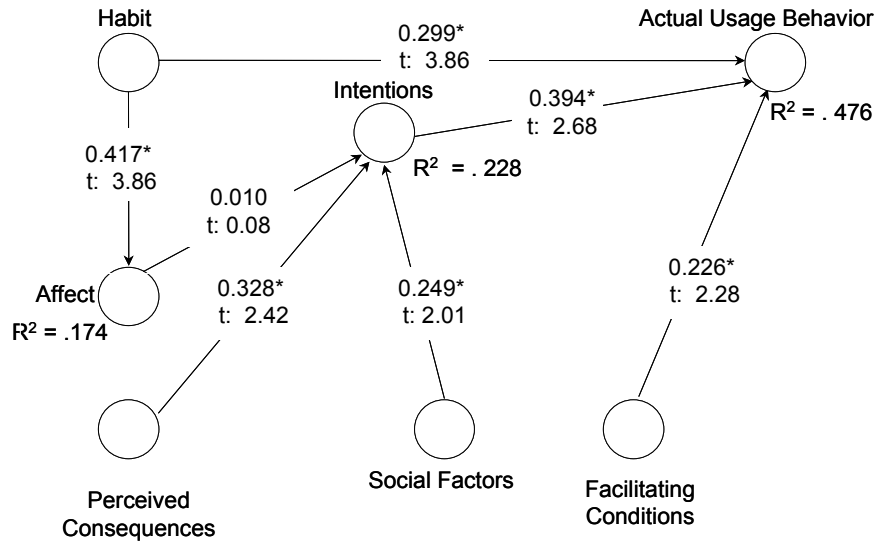 Habit
Actual Usage Behavior
0.299*
t: 3.86
Intentions
0.394*
t: 2.68
R² = . 476
R² = . 228
0.417*
t: 3.86
0.010
t: 0.08
Affect
R² = .174
0.328*
t: 2.42
0.249*
t: 2.01
0.226*
t: 2.28
Perceived
Consequences
Social Factors
Facilitating
Conditions